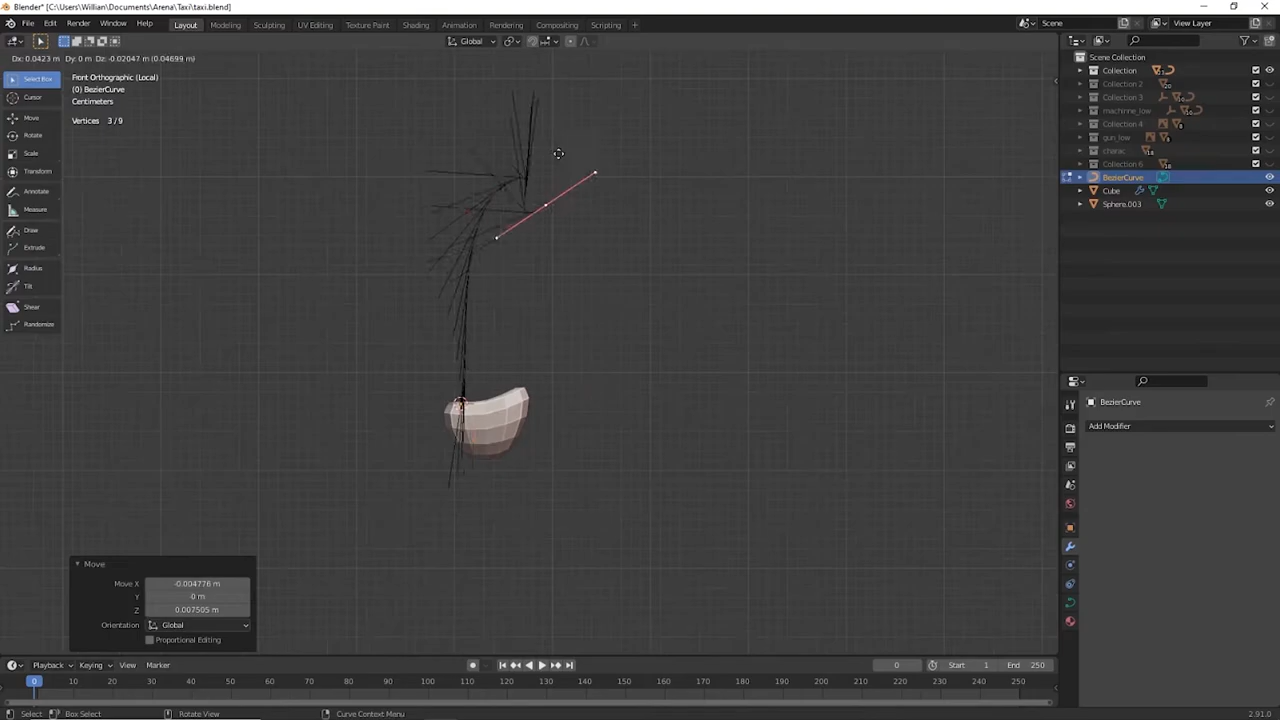 Blender* [C:\Users\Willian\Documents\Arena\Taxi\taxi.blend]
File Edit Render Window Help Layout Modeling Sculpting UV Editing Texture Paint Shading Animation Rendering Compositing Scripting + Scene View Layer
Global
Dx: 0.0423 m Dy: 0 m Dz: -0.02047 m (0.04699 m)
Select Box
Cursor
Move
Rotate
Scale
Transform
Annotate
Measure
Draw
Extrude
Radius
Tilt
Shear
Randomize
Front Orthographic (Local)
(0) BezierCurve
Centimeters
Vertices 3 / 9
Scene Collection
Collection
Collection 2
Collection 3
machinne_low
Collection 4
gun_low
cherac
Collection 6
BezierCurve
Cube
Sphere.003
BezierCurve
Add Modifier
Move
Move X -0.004776 m
Y 0 m
Z 0.007505 m
Orientation Global
Proportional Editing
Playback Keying View Marker 0 Start 1 End 250
0 10 20 30 40 50 60 70 80 90 100 110 120 130 140 150 160 170 180 190 200 210 220 230 240 250
Select Box Select Rotate View Curve Context Menu 2.91.0